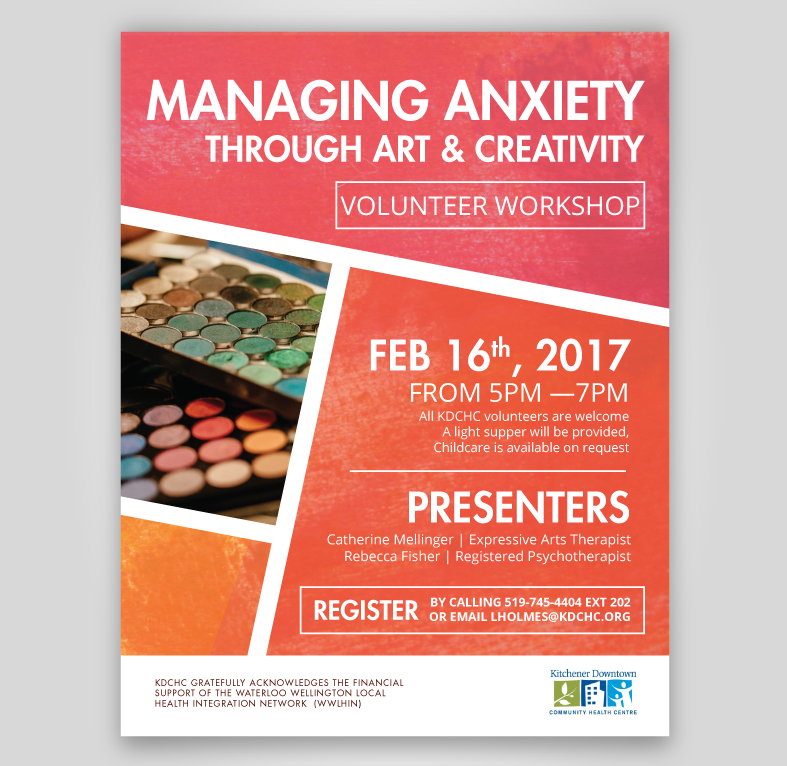 MANAGING ANXIETY
THROUGH ART & CREATIVITY
VOLUNTEER WORKSHOP
FEB 16th, 2017
FROM 5PM —7PM
All KDCHC volunteers are welcome
A light supper will be provided,
Childcare is available on request
PRESENTERS
Catherine Mellinger | Expressive Arts Therapist
Rebecca Fisher | Registered Psychotherapist
REGISTER
BY CALLING 519-745-4404 EXT 202
OR EMAIL LHOLMES@KDCHC.ORG
KDCHC GRATEFULLY ACKNOWLEDGES THE FINANCIAL
SUPPORT OF THE WATERLOO WELLINGTON LOCAL
HEALTH INTEGRATION NETWORK (WWLHIN)
Kitchener Downtown
COMMUNITY HEALTH CENTRE